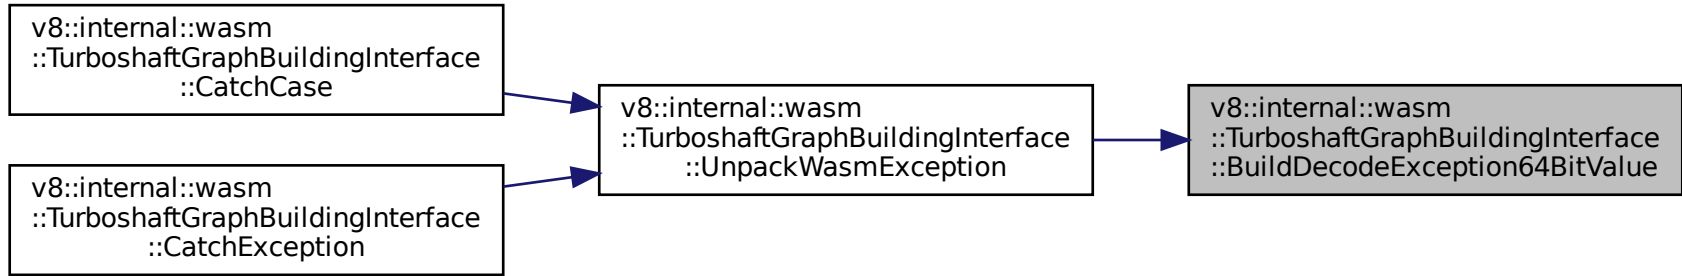 v8::internal::wasm
::TurboshaftGraphBuildingInterface
::CatchCase
v8::internal::wasm
::TurboshaftGraphBuildingInterface
::CatchException
v8::internal::wasm
::TurboshaftGraphBuildingInterface
::UnpackWasmException
v8::internal::wasm
::TurboshaftGraphBuildingInterface
::BuildDecodeException64BitValue